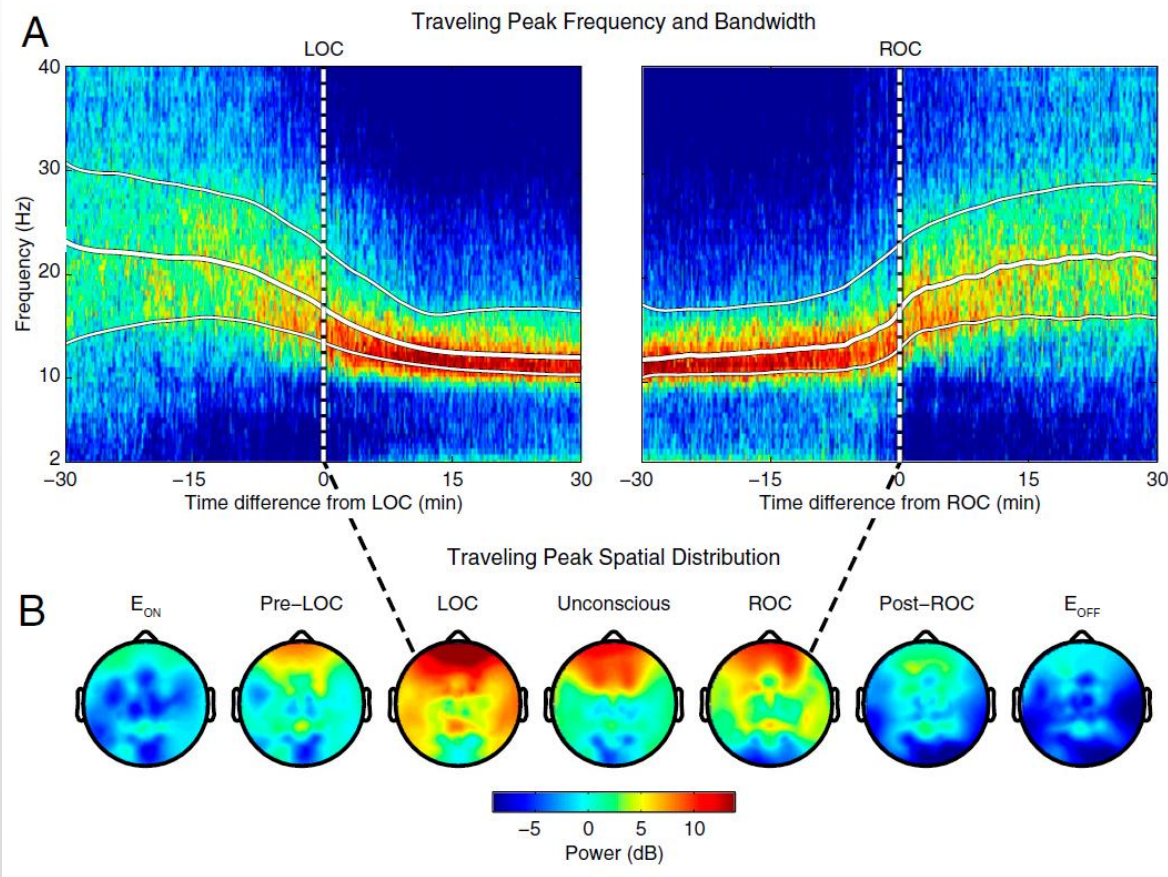 A
Traveling Peak Frequency and Bandwidth
LOC
ROC
40
30
20
10
2
Frequency (Hz)
−30 −15 0 15 30
−30 −15 0 15 30
Time difference from LOC (min)
Time difference from ROC (min)
Traveling Peak Spatial Distribution
B
E_ON Pre−LOC LOC Unconscious ROC Post−ROC E_OFF
−5 0 5 10
Power (dB)